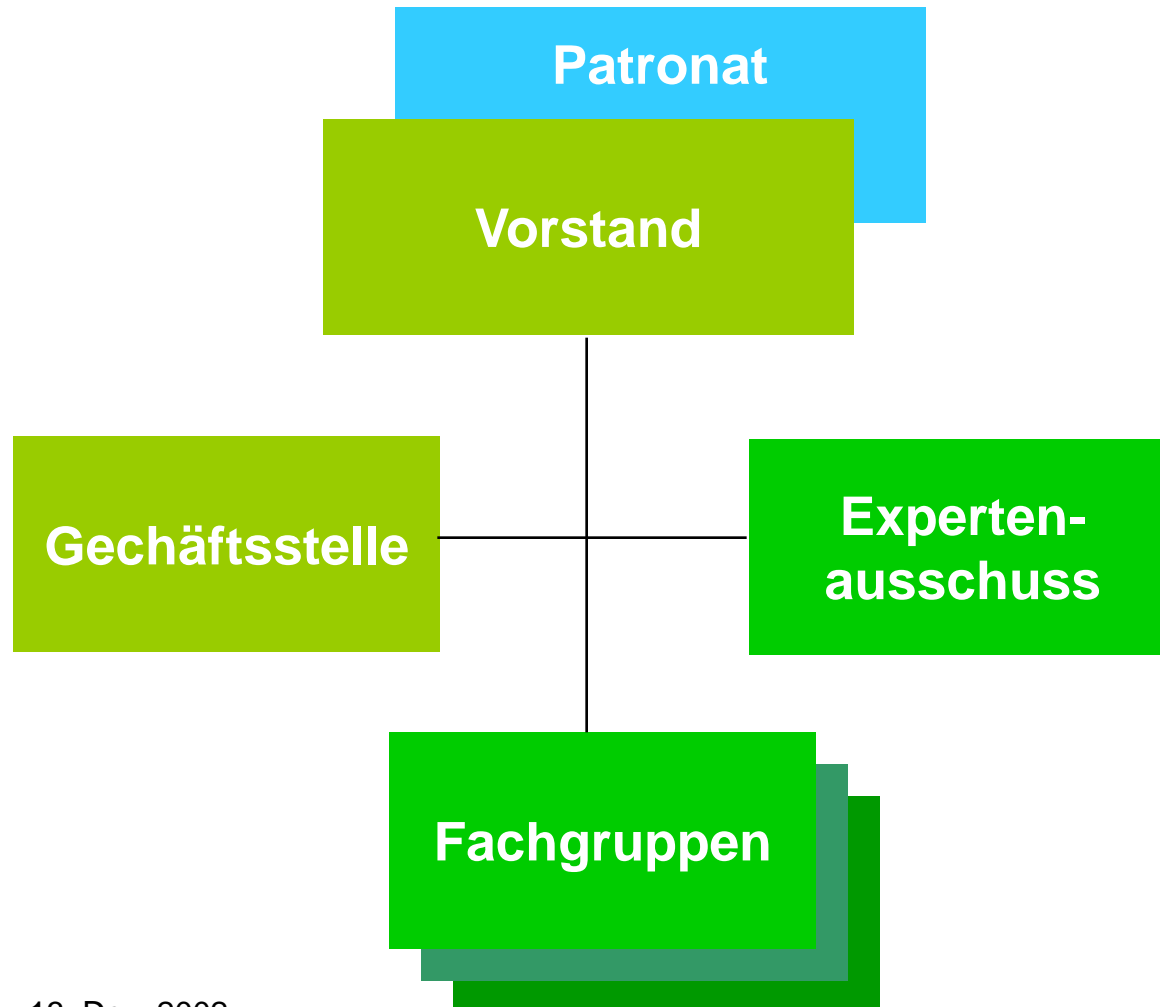 Patronat
Vorstand
Gechäftsstelle
Experten-
ausschuss
Fachgruppen